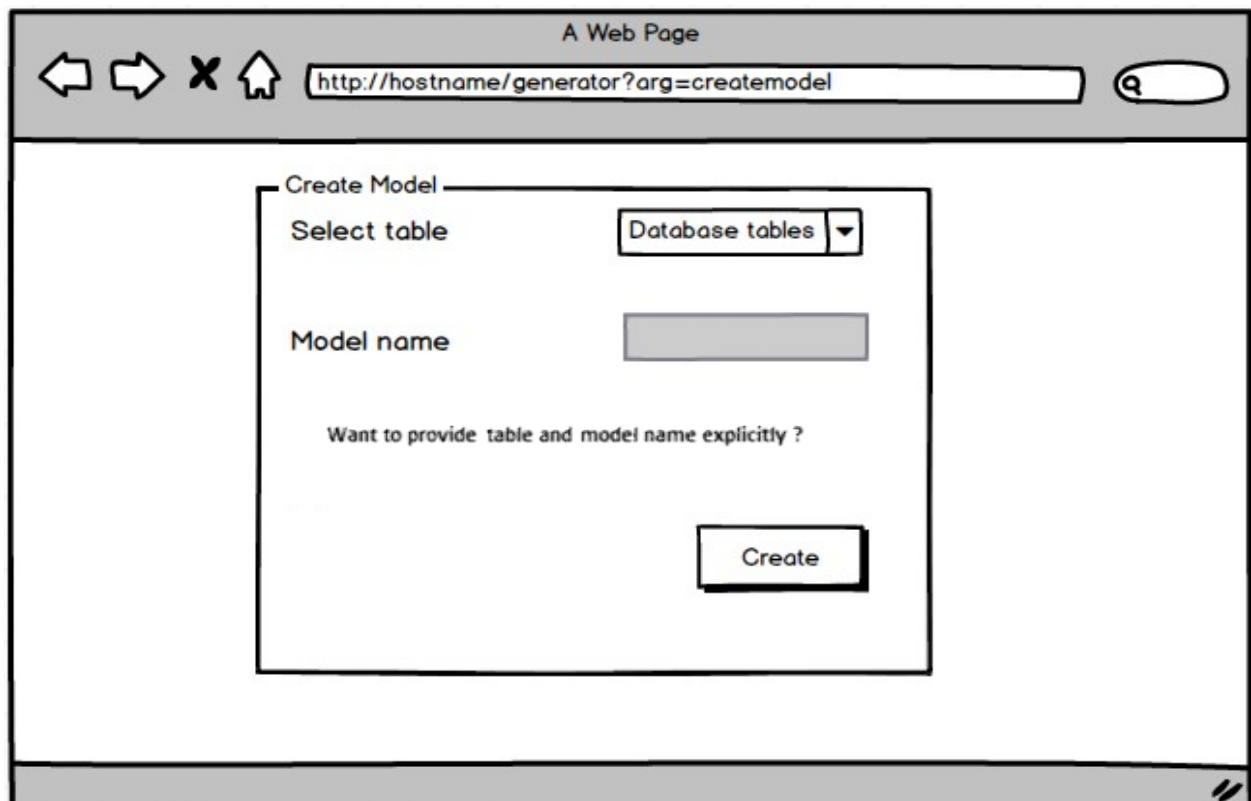 A Web Page
http://hostname/generator?arg=createmodel
Create Model
Select table
Database tables
Model name
Want to provide table and model name explicitly ?
Create